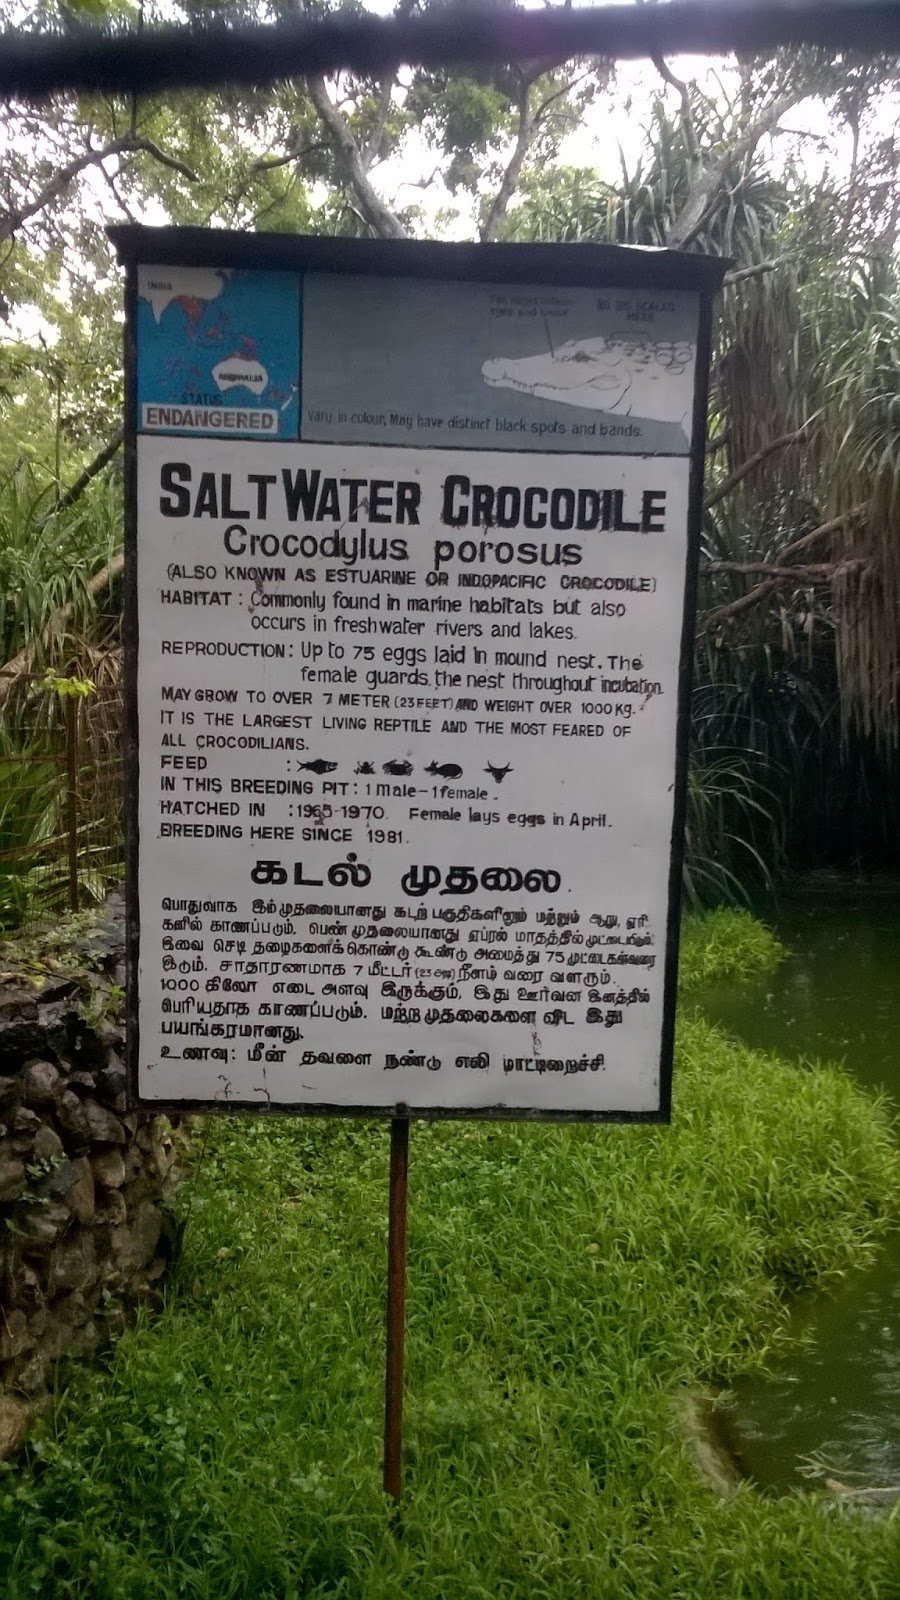 INDIA
AUSTRALIA
STATUS
ENDANGERED
Two ridges between
eyes and snout
NO BIG SCALES
HERE
Vary in colour, May have distinct black spots and bands.
SALTWATER CROCODILE
Crocodylus porosus
(ALSO KNOWN AS ESTUARINE OR INDOPACIFIC CROCODILE)
HABITAT : Commonly found in marine habitats but also
occurs in freshwater rivers and lakes.
REPRODUCTION: Up to 75 eggs laid in mound nest. The
female guards the nest throughout incubation.
MAY GROW TO OVER 7 METER (23 FEET) AND WEIGHT OVER 1000 Kg.
IT IS THE LARGEST LIVING REPTILE AND THE MOST FEARED OF
ALL CROCODILIANS.
FEED :
IN THIS BREEDING PIT : 1 Male - 1 female.
HATCHED IN : 1965-1970. Female lays eggs in April.
BREEDING HERE SINCE 1981.
கடல் முதலை.
பொதுவாக இம்முதலையானது கடற் பகுதிகளிலும் மற்றும் ஆறு, ஏரி
களில் காணப்படும். பெண் முதலையானது ஏப்ரல் மாதத்தில் முட்டையிடும்.
இவை செடி தழைகளைக்கொண்டு கூண்டு அமைத்து 75 முட்டைகள்வரை
இடும். சாதாரணமாக 7 மீட்டர் (23 அடி) நீளம் வரை வளரும்.
1000 கிலோ எடை அளவு இருக்கும், இது ஊர்வன இனத்தில்
பெரியதாக காணப்படும். மற்ற முதலைகளை விட இது
பயங்கரமானது.
உணவு: மீன் தவளை நண்டு எலி மாட்டிறைச்சி.